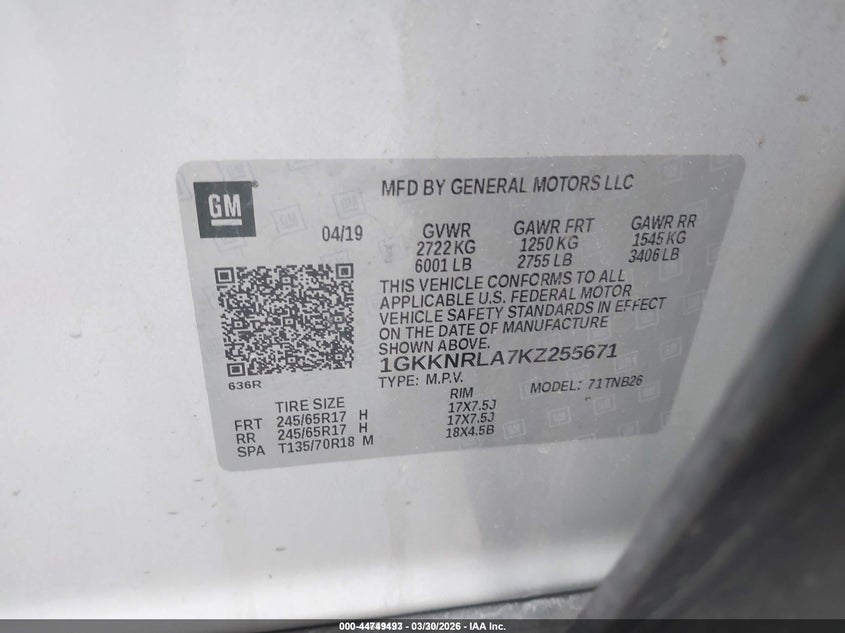 GM
MFD BY GENERAL MOTORS LLC
04/19
GVWR
2722 KG
6001 LB
GAWR FRT
1250 KG
2755 LB
GAWR RR
1545 KG
3406 LB
THIS VEHICLE CONFORMS TO ALL
APPLICABLE U.S. FEDERAL MOTOR
VEHICLE SAFETY STANDARDS IN EFFECT
ON THE DATE OF MANUFACTURE
SHOWN ABOVE.
1GKKNRLA7KZ255671
TYPE: M.P.V.
MODEL: 71TNB26
636R
TIRE SIZE RIM
FRT 245/65R17 H 17X7.5J
RR 245/65R17 H 17X7.5J
SPA T135/70R18 M 18X4.5B
000-44749493 - 03/30/2026 - IAA Inc.